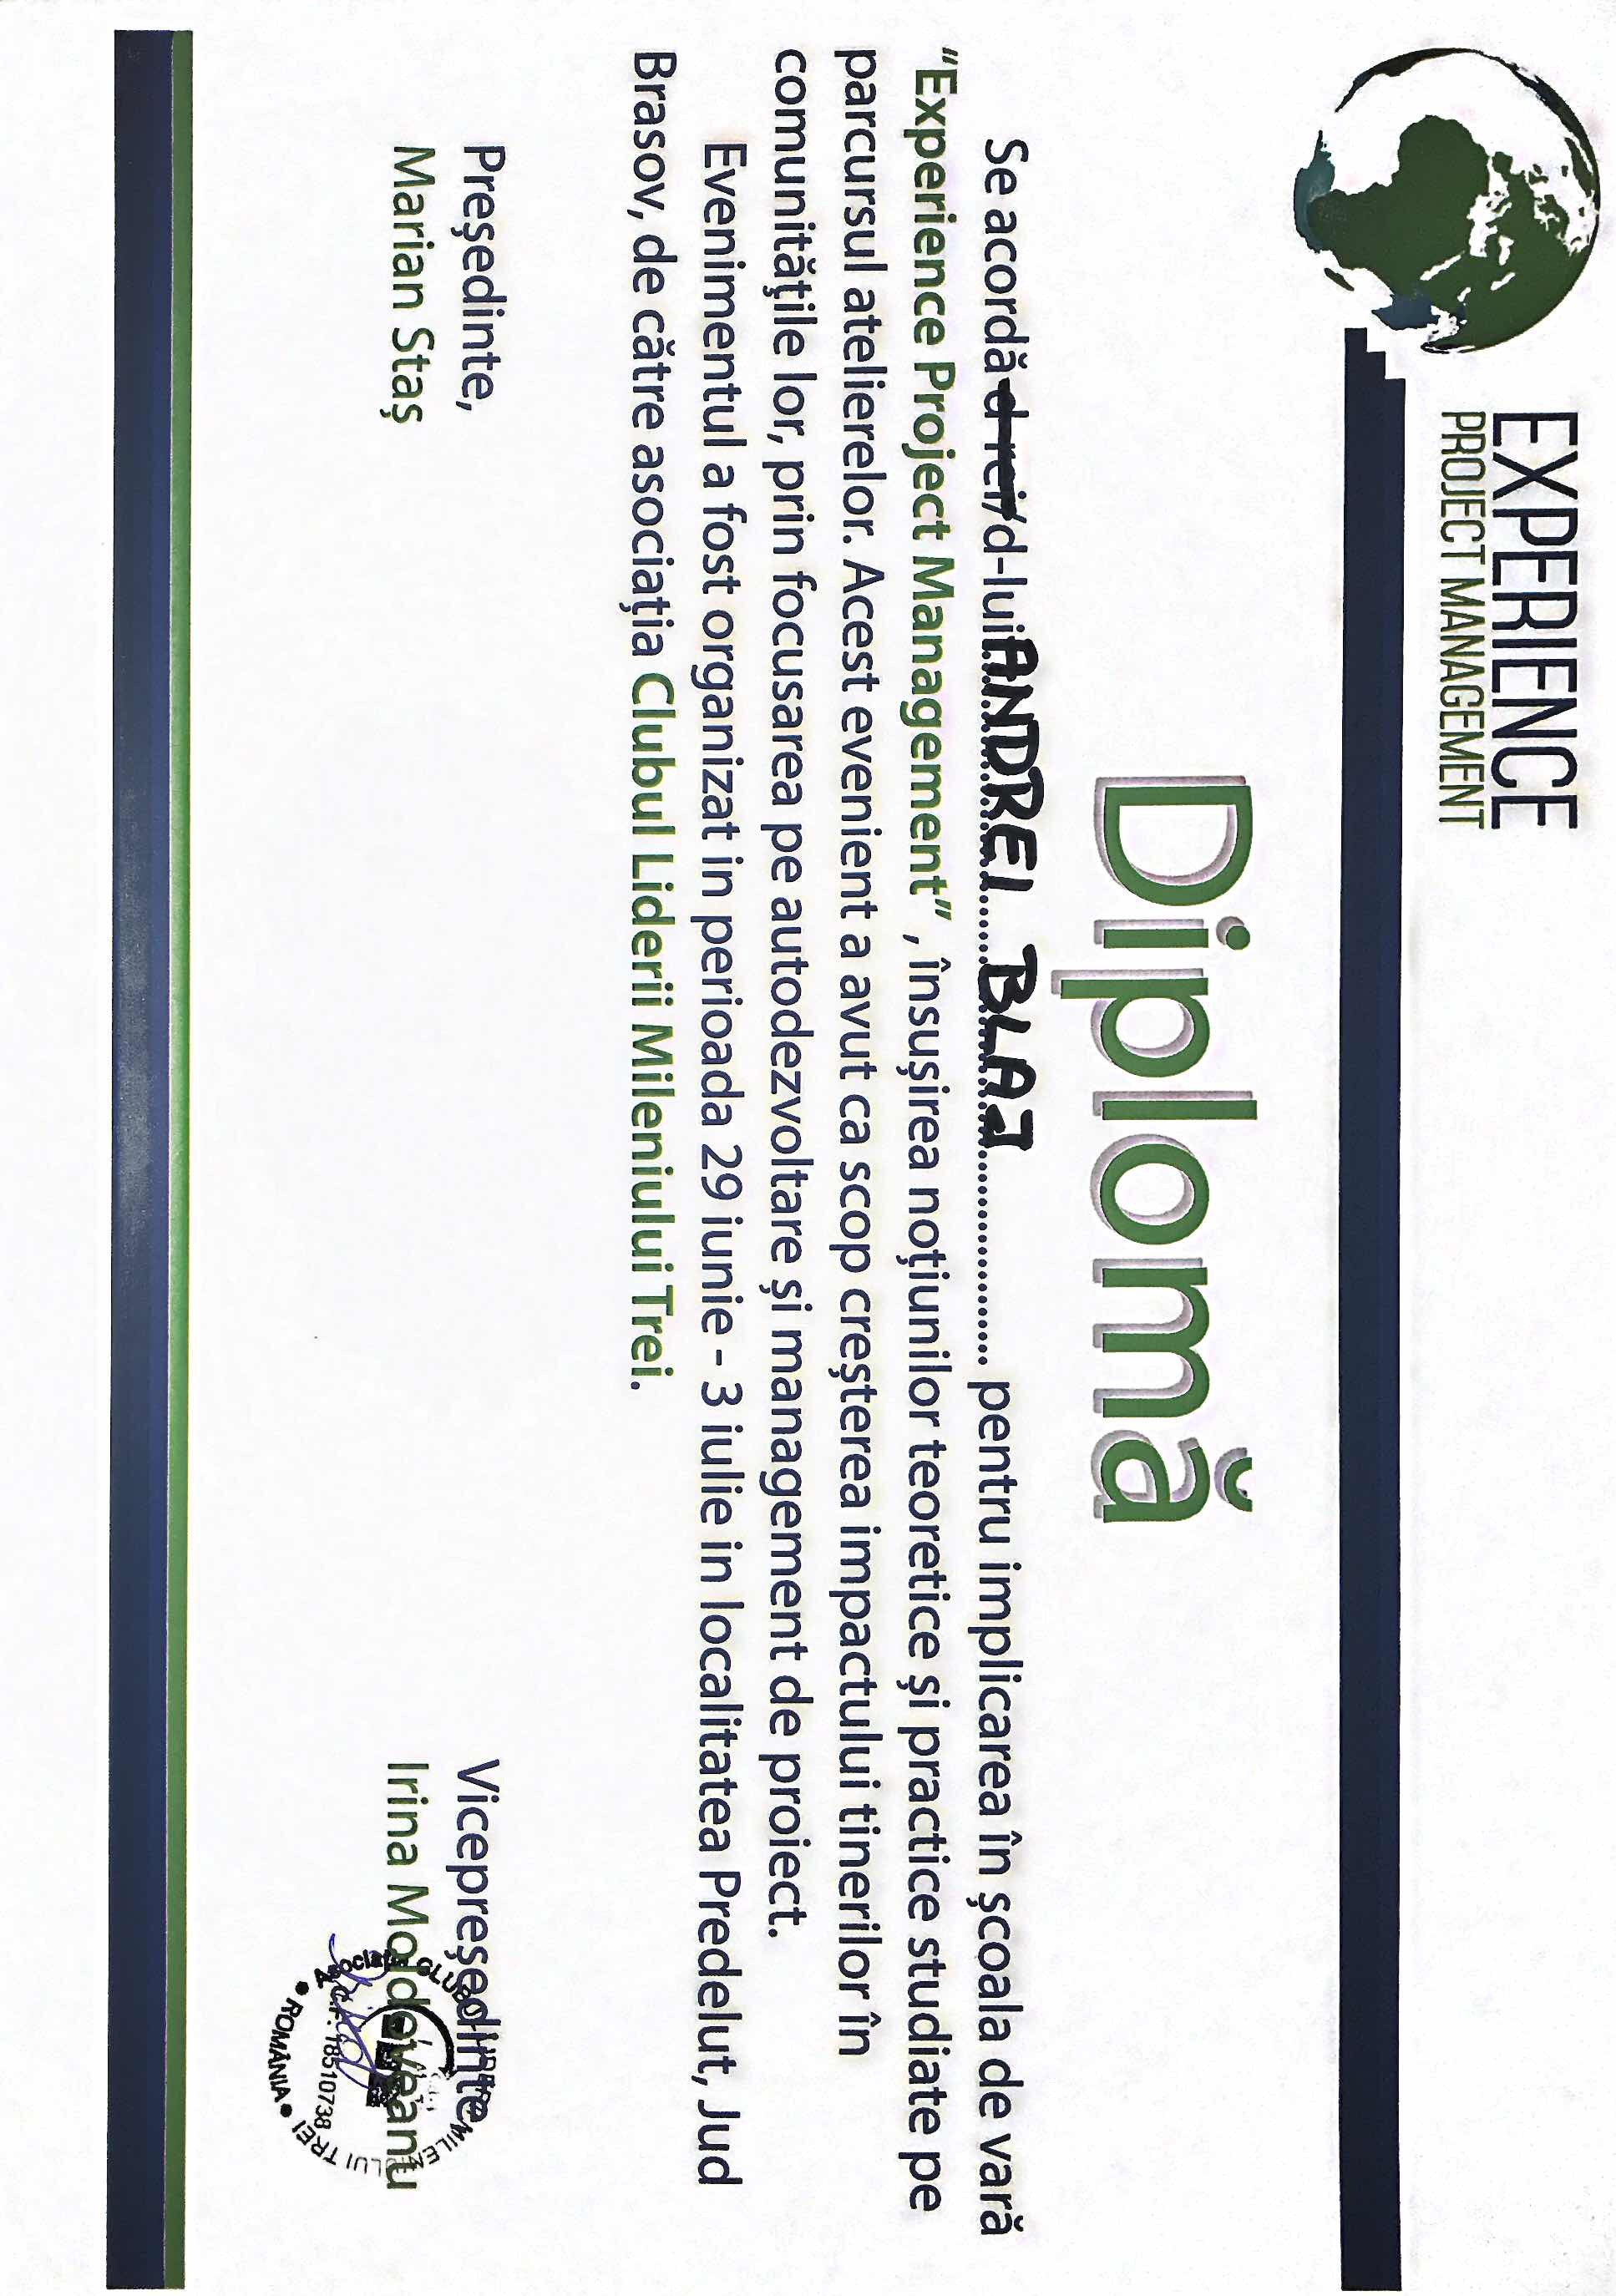 EXPERIENCE
PROJECT MANAGEMENT
Diplomă
Se acordă d-rei/d-lui ANDREI BLAJ pentru implicarea în şcoala de vară
"Experience Project Management", însuşirea noţiunilor teoretice şi practice studiate pe
parcursul atelierelor. Acest evenient a avut ca scop creşterea impactului tinerilor în
comunităţile lor, prin focusarea pe autodezvoltare şi management de proiect.
Evenimentul a fost organizat in perioada 29 iunie - 3 iulie in localitatea Predelut, Jud
Brasov, de către asociaţia Clubul Liderii Mileniului Trei.
Preşedinte,
Marian Staş
Vicepreşedinte
Irina Moldoveanu
Asociaţia CLUBUL LIDERII MILENIULUI TREI
C.F.: 18510738
• ROMÂNIA •